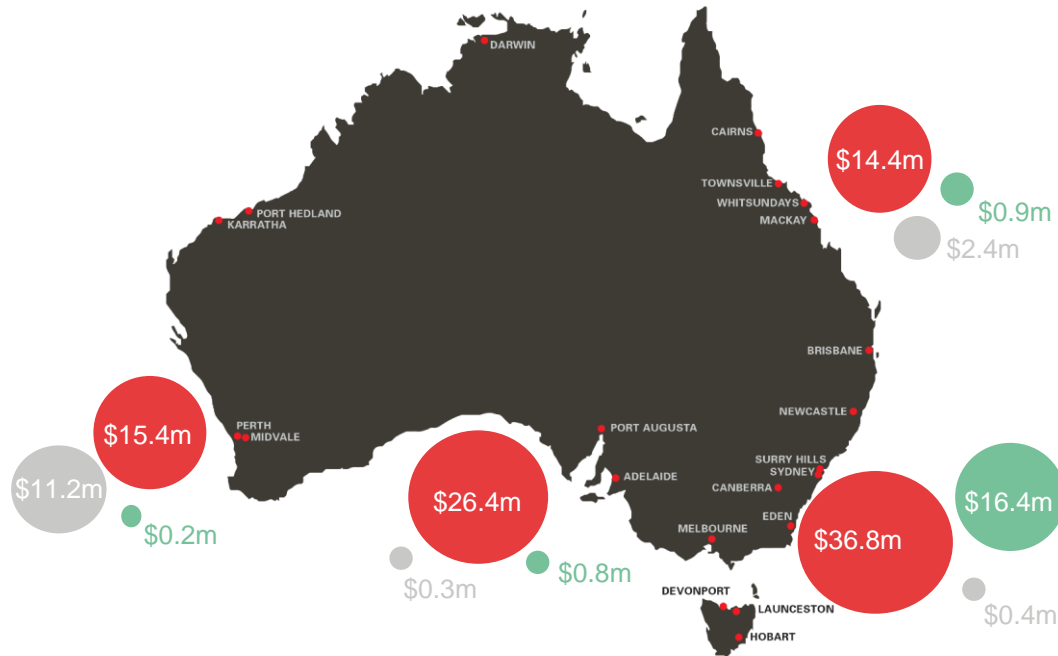 DARWIN
CAIRNS
$14.4m
TOWNSVILLE
$0.9m
WHITSUNDAYS
PORT HEDLAND
MACKAY
KARRATHA
$2.4m
BRISBANE
NEWCASTLE
PERTH
PORT AUGUSTA
$15.4m
MIDVALE
SURRY HILLS
SYDNEY
ADELAIDE
CANBERRA
$11.2m
$26.4m
$16.4m
EDEN
MELBOURNE
$0.2m
$36.8m
$0.8m
$0.3m
DEVONPORT
LAUNCESTON
$0.4m
HOBART